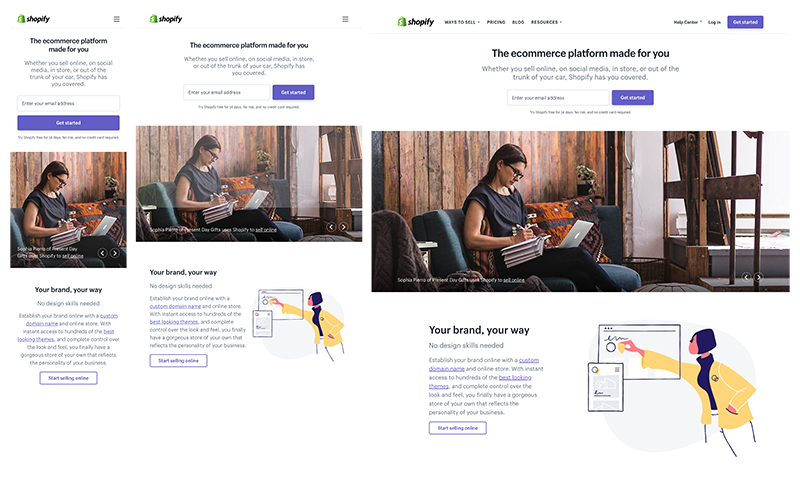 shopify
The ecommerce platform
made for you
Whether you sell online, on social
media, in store, or out of the
trunk of your car, Shopify has
you covered.
Enter your email address
Get started
Try Shopify free for 14 days. No risk, and no credit card required.
Sophia Pierro of Present Day
Gifts uses Shopify to sell online
Your brand, your way
No design skills needed
Establish your brand online with a
custom domain name and online
store. With instant access to
hundreds of the best
looking themes, and complete
control over the look and feel, you finally have a
gorgeous store of your own that reflects
the personality of your business.
Start selling online
shopify
The ecommerce platform made for you
Whether you sell online, on social media, in store,
or out of the trunk of your car, Shopify has
you covered.
Enter your email address
Get started
Try Shopify free for 14 days. No risk, and no credit card required.
Sophia Pierro of Present Day Gifts uses Shopify to sell online
Your brand, your way
No design skills needed
Establish your brand online with a
custom domain name and online store.
With instant access to hundreds of the
best looking themes, and complete
control over the look and feel, you finally
have a gorgeous store of your own that
reflects the personality of your business.
Start selling online
shopify
WAYS TO SELL
PRICING
BLOG
RESOURCES
Help Center
Log in
Get started
The ecommerce platform made for you
Whether you sell online, on social media, in store, or out of the
trunk of your car, Shopify has you covered.
Enter your email address
Get started
Try Shopify free for 14 days. No risk, and no credit card required.
Sophia Pierro of Present Day Gifts uses Shopify to sell online
Your brand, your way
No design skills needed
Establish your brand online with a custom
domain name and online store. With instant
access to hundreds of the best looking
themes, and complete control over the
look and feel, you finally have a gorgeous
store of your own that reflects the
personality of your business.
Start selling online